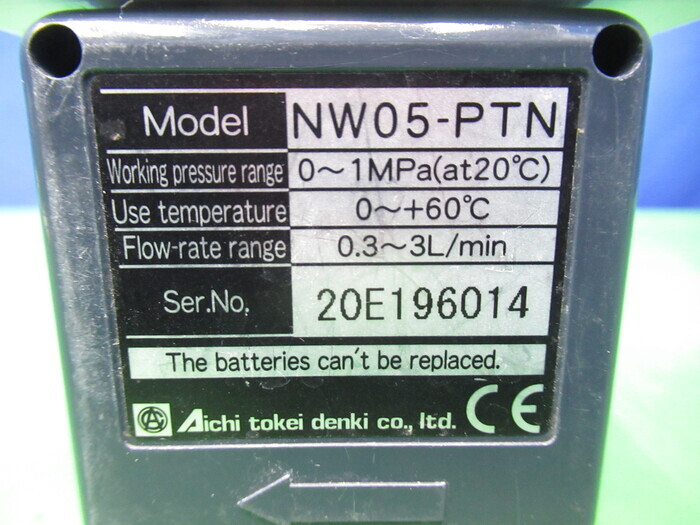 Model NW05-PTN
Working pressure range 0～1MPa(at20℃)
Use temperature 0～+60℃
Flow-rate range 0.3～3L/min
Ser.No. 20E196014
The batteries can't be replaced.
Aichi tokei denki co., ltd. CE